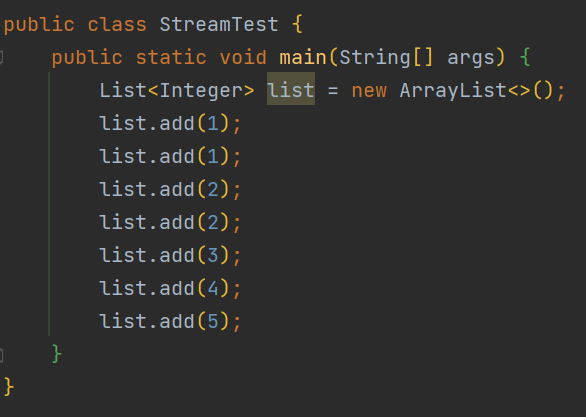 public class StreamTest {
public static void main(String[] args) {
List<Integer> list = new ArrayList<>();
list.add(1);
list.add(1);
list.add(2);
list.add(2);
list.add(3);
list.add(4);
list.add(5);
}
}